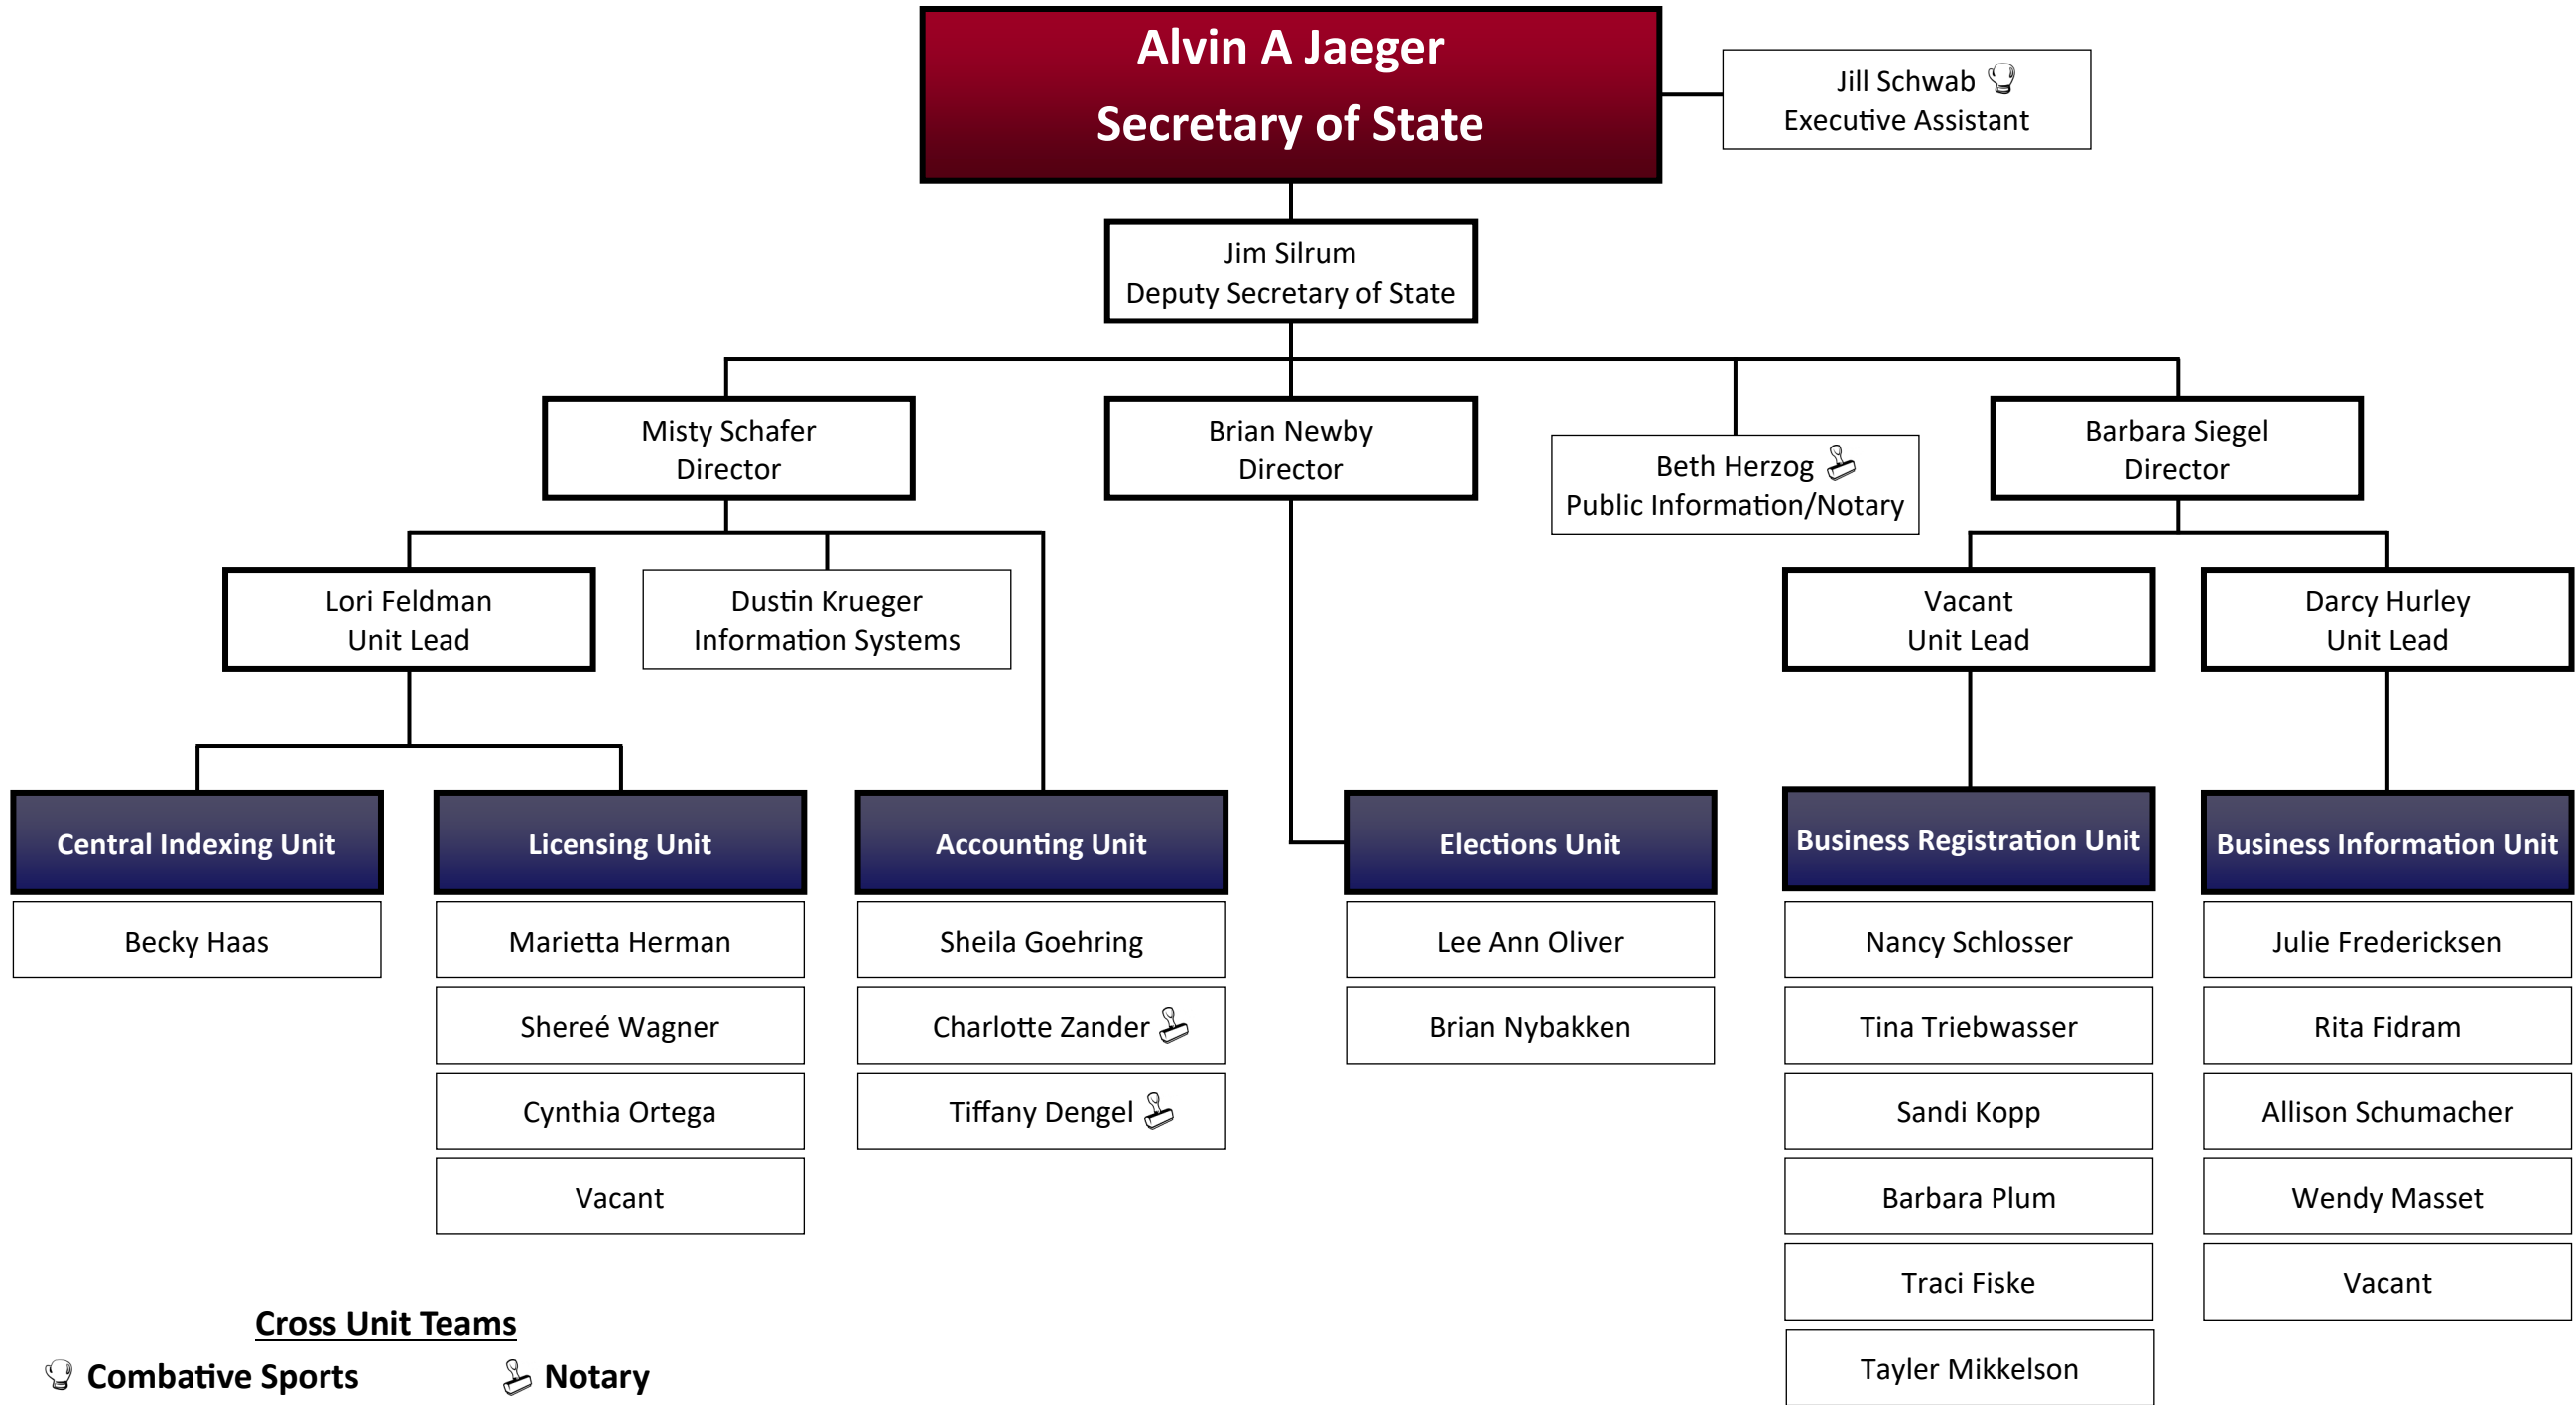 Alvin A Jaeger
Secretary of State
Jill Schwab
Executive Assistant
Jim Silrum
Deputy Secretary of State
Misty Schafer
Director
Brian Newby
Director
Beth Herzog
Public Information/Notary
Barbara Siegel
Director
Lori Feldman
Unit Lead
Dustin Krueger
Information Systems
Vacant
Unit Lead
Darcy Hurley
Unit Lead
Central Indexing Unit
Becky Haas
Licensing Unit
Marietta Herman
Shereé Wagner
Cynthia Ortega
Vacant
Accounting Unit
Sheila Goehring
Charlotte Zander
Tiffany Dengel
Elections Unit
Lee Ann Oliver
Brian Nybakken
Business Registration Unit
Nancy Schlosser
Tina Triebwasser
Sandi Kopp
Barbara Plum
Traci Fiske
Tayler Mikkelson
Business Information Unit
Julie Fredericksen
Rita Fidram
Allison Schumacher
Wendy Masset
Vacant
Cross Unit Teams
Combative Sports
Notary